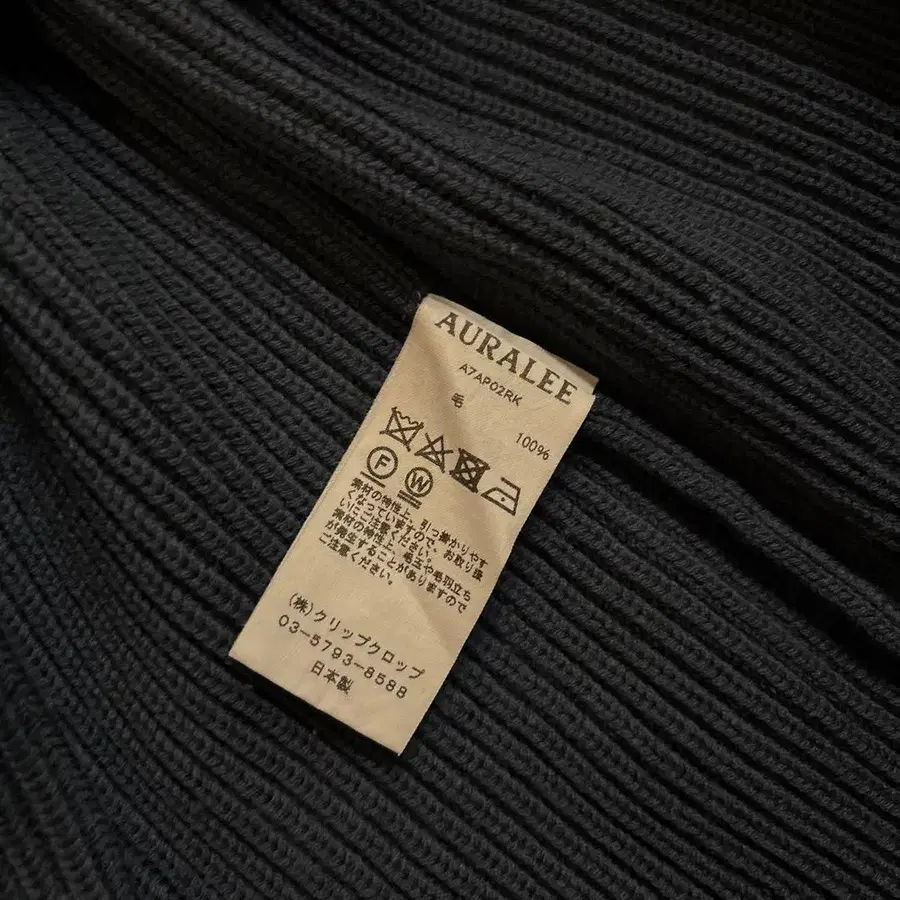 AURALEE
A7AP02RK
毛 100%
F W
素材の特性上、引っ掛かりやす
くなっていますので、お取り扱
いにご注意ください。
素材の特性上、毛玉や毛羽立ち
が発生することがありますので
ご注意ください。
(株)クリップクロップ
03-5793-8588
日本製